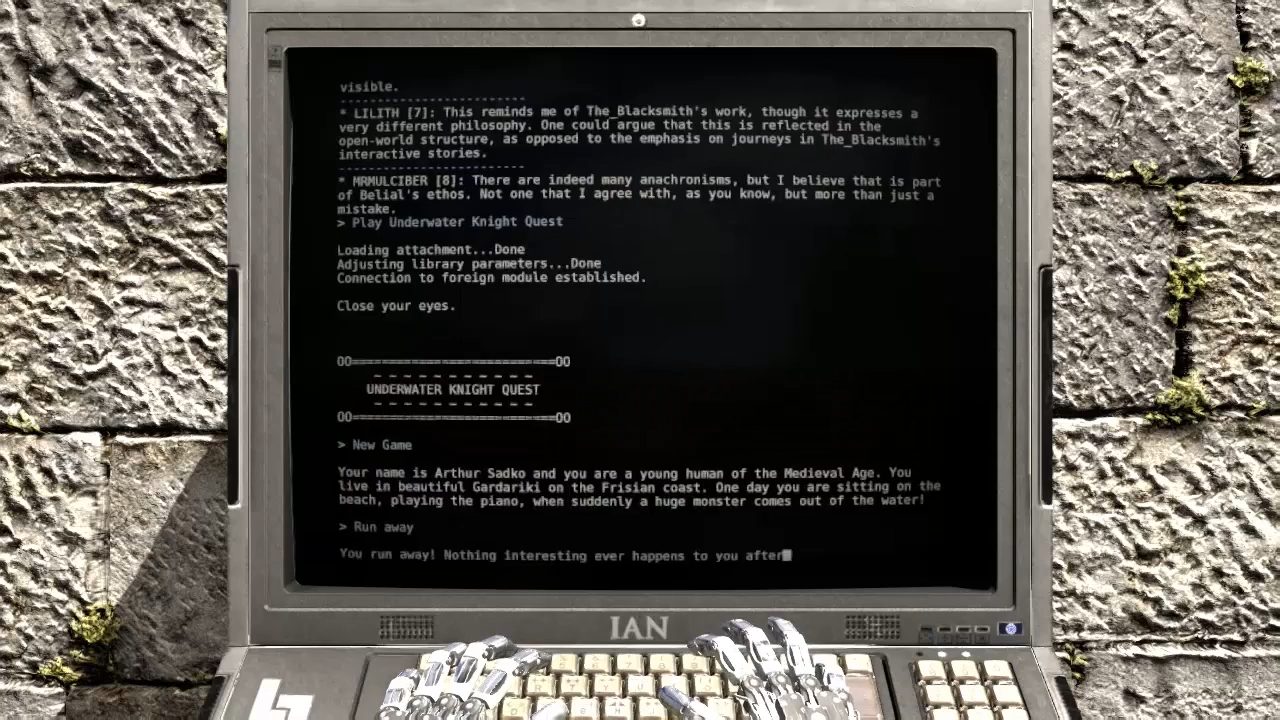 visible.
-------------------------
* LILITH [7]: This reminds me of The_Blacksmith's work, though it expresses a
very different philosophy. One could argue that this is reflected in the
open-world structure, as opposed to the emphasis on journeys in The_Blacksmith's
interactive stories.
-------------------------
* MRMULCIBER [8]: There are indeed many anachronisms, but I believe that is part
of Belial's ethos. Not one that I agree with, as you know, but more than just a
mistake.
> Play Underwater Knight Quest
Loading attachment...Done
Adjusting library parameters...Done
Connection to foreign module established.
Close your eyes.
OO===========================OO
- - - - - - - - - - -
UNDERWATER KNIGHT QUEST
- - - - - - - - - - -
OO===========================OO
> New Game
Your name is Arthur Sadko and you are a young human of the Medieval Age. You
live in beautiful Gardariki on the Frisian coast. One day you are sitting on the
beach, playing the piano, when suddenly a huge monster comes out of the water!
> Run away
You run away! Nothing interesting ever happens to you after
IAN